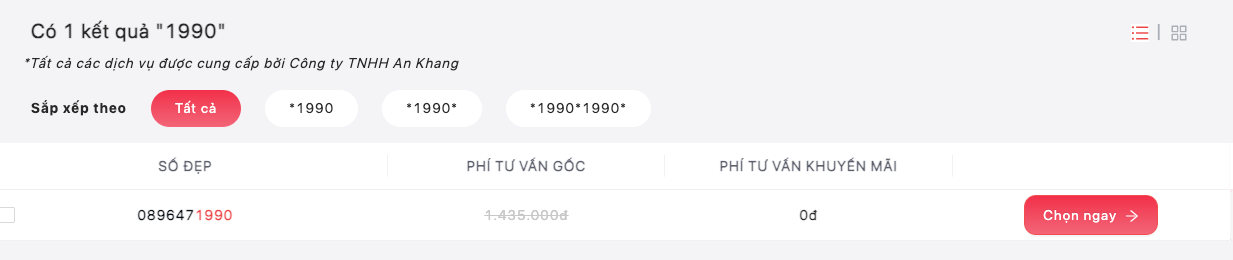 Có 1 kết quả "1990"
*Tất cả các dịch vụ được cung cấp bởi Công ty TNHH An Khang
Sắp xếp theo Tất cả *1990 *1990* *1990*1990*
SỐ ĐẸP PHÍ TƯ VẤN GỐC PHÍ TƯ VẤN KHUYẾN MÃI
0896471990 1.435.000đ 0đ Chọn ngay →